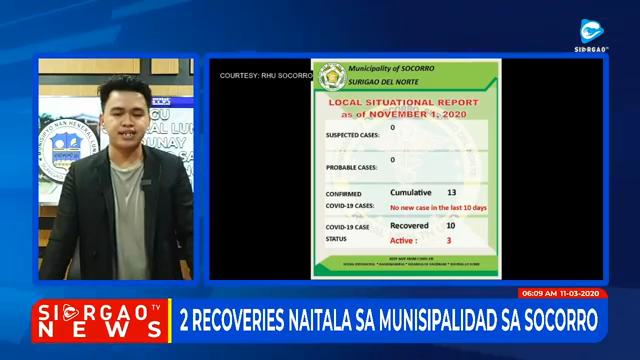 SIARGAO TV
COURTESY: RHU SOCORRO
Municipality of SOCORRO
SURIGAO DEL NORTE
LOCAL SITUATIONAL REPORT
as of NOVEMBER 1, 2020
SUSPECTED CASES: 0
PROBABLE CASES: 0
CONFIRMED Cumulative 13
COVID-19 CASES: No new case in the last 10 days
COVID-19 CASE Recovered 10
STATUS Active : 3
06:09 AM 11-03-2020
SIARGAO TV
NEWS
2 RECOVERIES NAITALA SA MUNISIPALIDAD SA SOCORRO